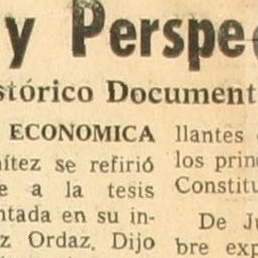 y Perspe
stórico Document
ECONOMICA
nítez se refirió
e a la tesis
ntada en su in-
z Ordaz. Dijo
llantes
los prin
Constitu
De Ju
bre exp